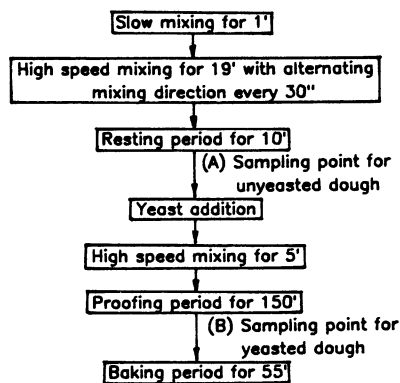 Slow mixing for 1'
High speed mixing for 19' with alternating
mixing direction every 30"
Resting period for 10'
(A) Sampling point for
unyeasted dough
Yeast addition
High speed mixing for 5'
Proofing period for 150'
(B) Sampling point for
yeasted dough
Baking period for 55'